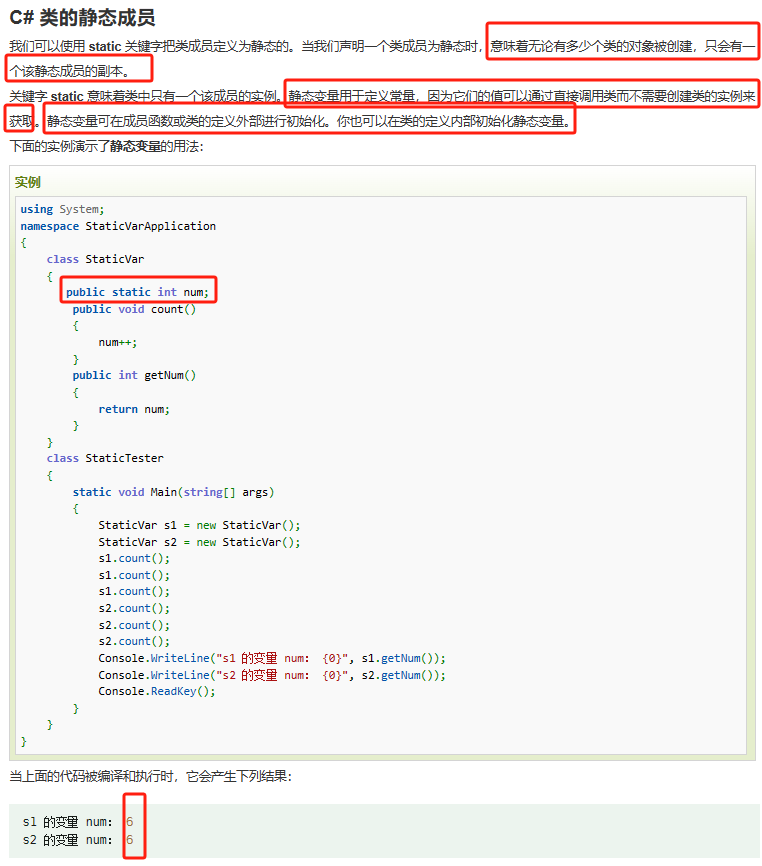 C# 类的静态成员
我们可以使用 static 关键字把类成员定义为静态的。当我们声明一个类成员为静态时，意味着无论有多少个类的对象被创建，只会有一
个该静态成员的副本。
关键字 static 意味着类中只有一个该成员的实例。静态变量用于定义常量，因为它们的值可以通过直接调用类而不需要创建类的实例来
获取。静态变量可在成员函数或类的定义外部进行初始化。你也可以在类的定义内部初始化静态变量。
下面的实例演示了静态变量的用法：
实例
using System;
namespace StaticVarApplication
{
    class StaticVar
    {
       public static int num;
        public void count()
        {
            num++;
        }
        public int getNum()
        {
            return num;
        }
    }
    class StaticTester
    {
        static void Main(string[] args)
        {
            StaticVar s1 = new StaticVar();
            StaticVar s2 = new StaticVar();
            s1.count();
            s1.count();
            s1.count();
            s2.count();
            s2.count();
            s2.count();
            Console.WriteLine("s1 的变量 num： {0}", s1.getNum());
            Console.WriteLine("s2 的变量 num： {0}", s2.getNum());
            Console.ReadKey();
        }
    }
}
当上面的代码被编译和执行时，它会产生下列结果：
s1 的变量 num： 6
s2 的变量 num： 6